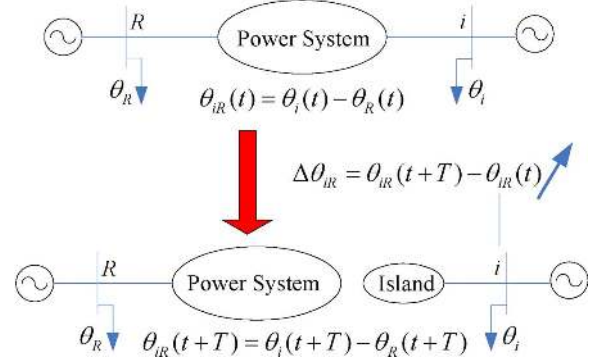 R
Power System
i
θ_R
θ_iR(t) = θ_i(t) − θ_R(t)
θ_i
Δθ_iR = θ_iR(t+T) − θ_iR(t)
R
Power System
Island
i
θ_R
θ_iR(t+T) = θ_i(t+T) − θ_R(t+T)
θ_i